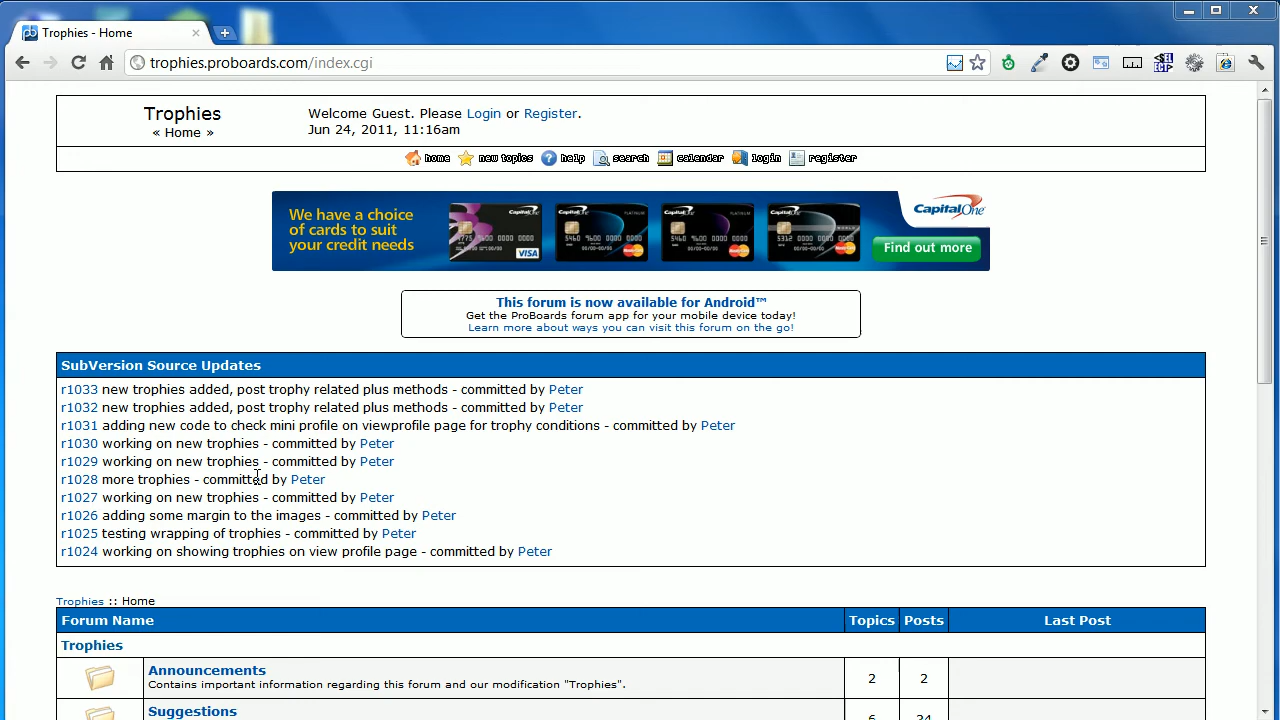 Trophies - Home
trophies.proboards.com/index.cgi
Trophies
« Home »
Welcome Guest. Please Login or Register.
Jun 24, 2011, 11:16am
home new topics help search calendar login register
We have a choice
of cards to suit
your credit needs
Capital One
Find out more
This forum is now available for Android™
Get the ProBoards forum app for your mobile device today!
Learn more about ways you can visit this forum on the go!
SubVersion Source Updates
r1033 new trophies added, post trophy related plus methods - committed by Peter
r1032 new trophies added, post trophy related plus methods - committed by Peter
r1031 adding new code to check mini profile on viewprofile page for trophy conditions - committed by Peter
r1030 working on new trophies - committed by Peter
r1029 working on new trophies - committed by Peter
r1028 more trophies - committed by Peter
r1027 working on new trophies - committed by Peter
r1026 adding some margin to the images - committed by Peter
r1025 testing wrapping of trophies - committed by Peter
r1024 working on showing trophies on view profile page - committed by Peter
Trophies :: Home
Forum Name Topics Posts Last Post
Trophies
Announcements
Contains important information regarding this forum and our modification "Trophies".
2 2
Suggestions